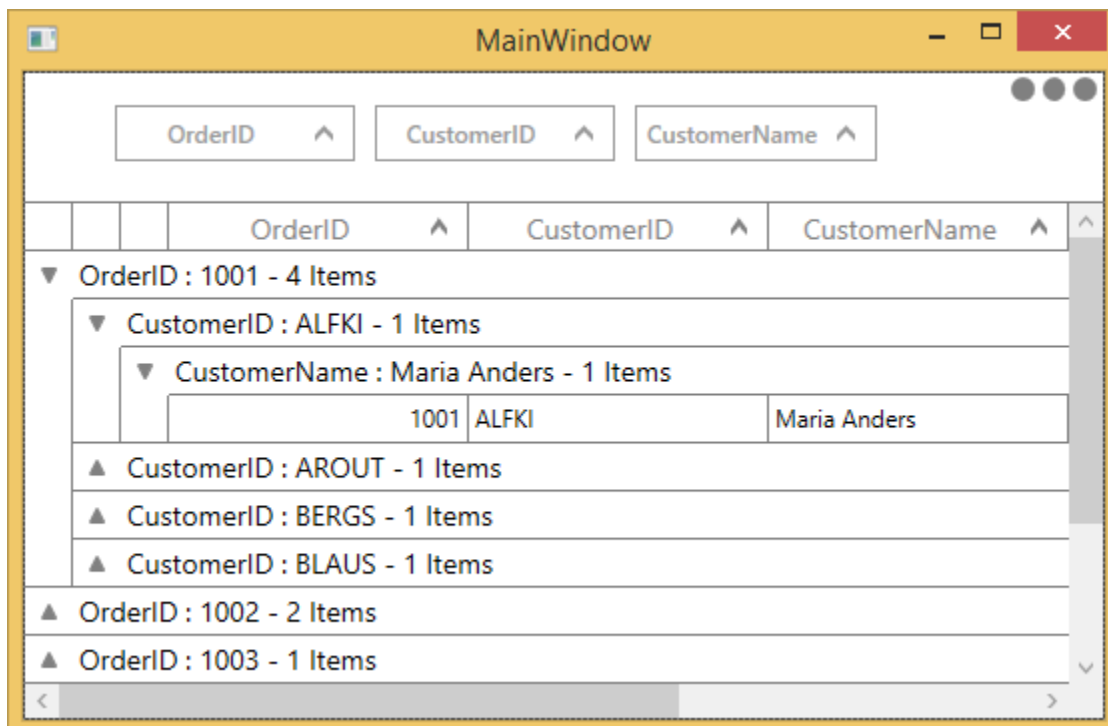 MainWindow
OrderID CustomerID CustomerName
OrderID CustomerID CustomerName
OrderID : 1001 - 4 Items
CustomerID : ALFKI - 1 Items
CustomerName : Maria Anders - 1 Items
1001 ALFKI Maria Anders
CustomerID : AROUT - 1 Items
CustomerID : BERGS - 1 Items
CustomerID : BLAUS - 1 Items
OrderID : 1002 - 2 Items
OrderID : 1003 - 1 Items